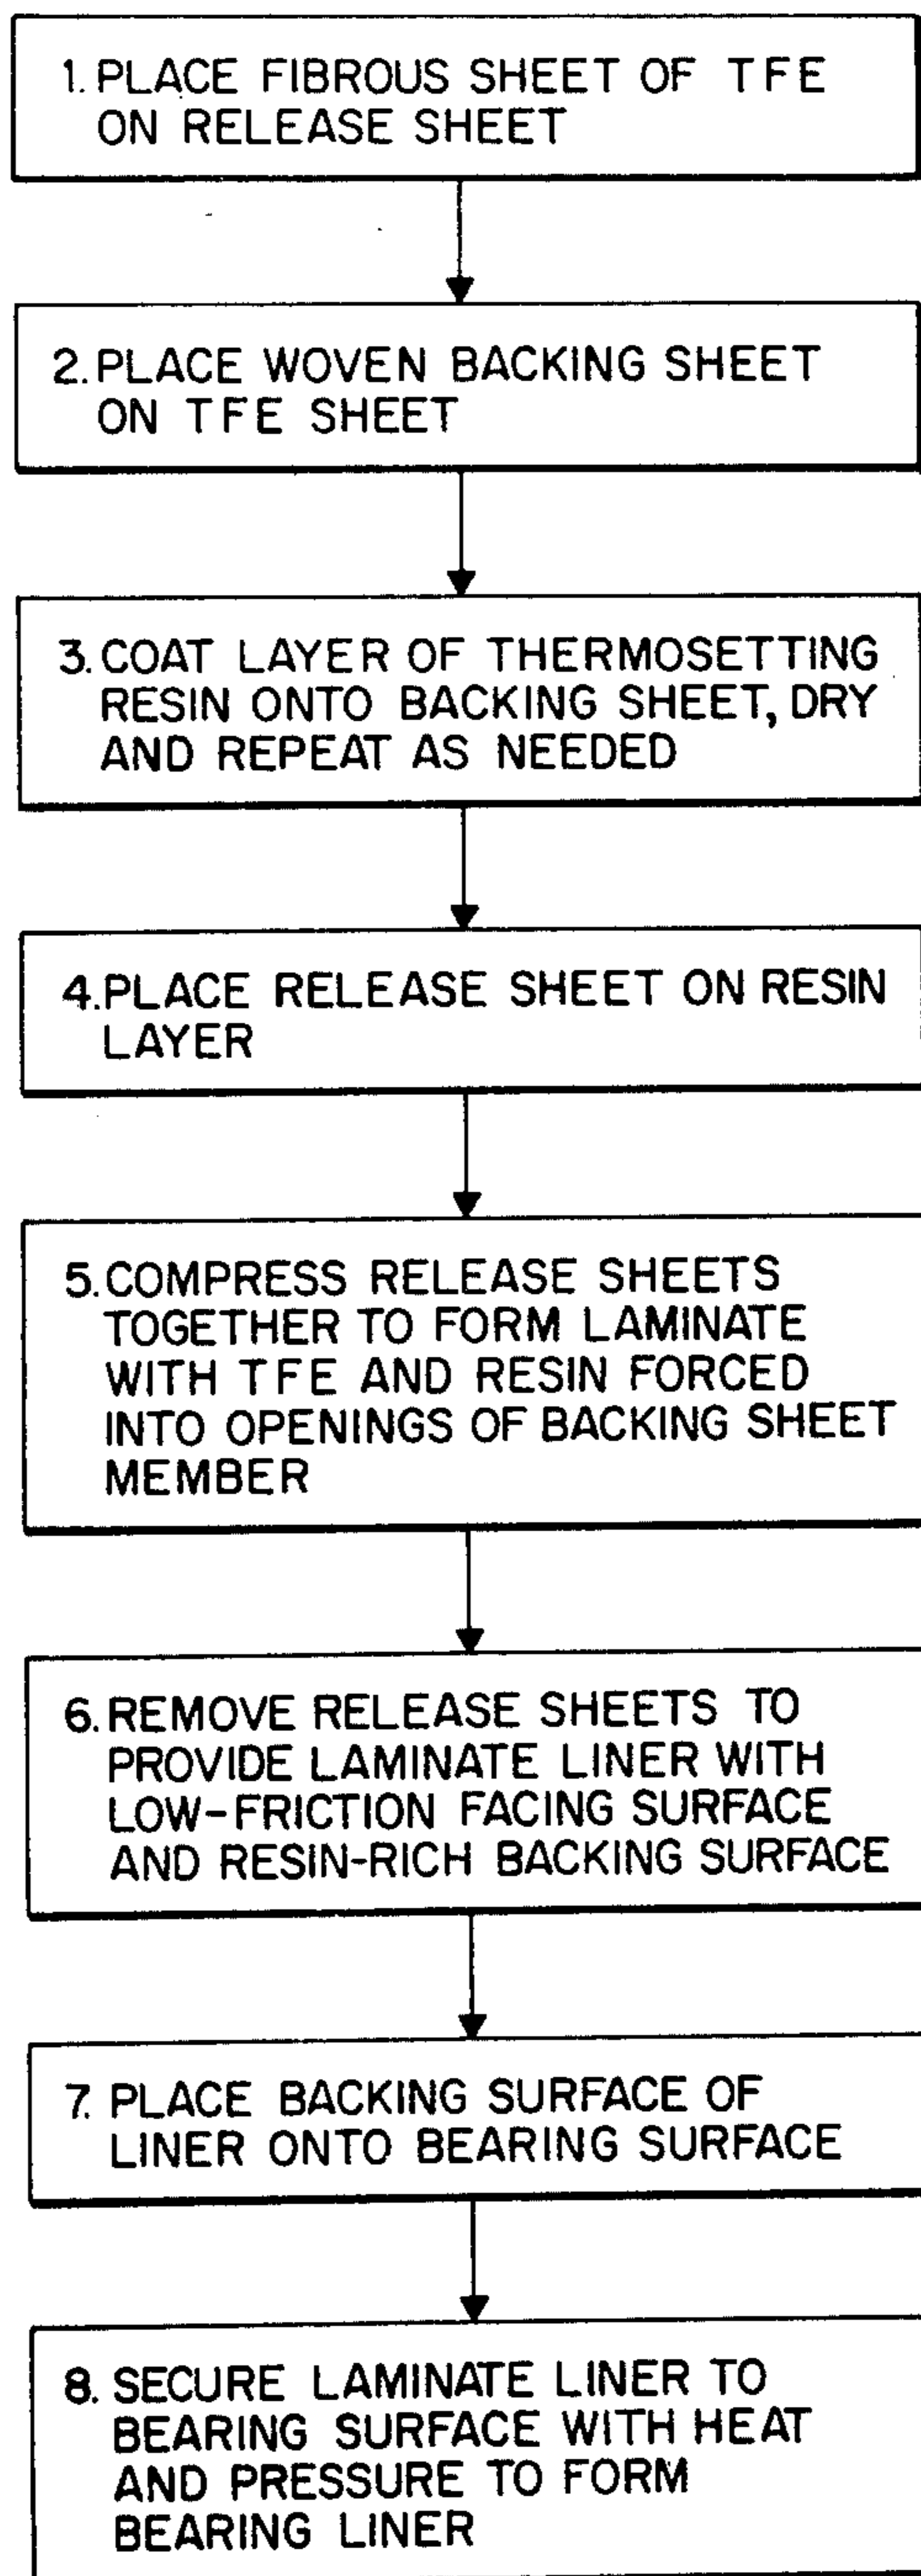 1. PLACE FIBROUS SHEET OF TFE
ON RELEASE SHEET
2. PLACE WOVEN BACKING SHEET
ON TFE SHEET
3. COAT LAYER OF THERMOSETTING
RESIN ONTO BACKING SHEET, DRY
AND REPEAT AS NEEDED
4. PLACE RELEASE SHEET ON RESIN
LAYER
5. COMPRESS RELEASE SHEETS
TOGETHER TO FORM LAMINATE
WITH TFE AND RESIN FORCED
INTO OPENINGS OF BACKING SHEET
MEMBER
6. REMOVE RELEASE SHEETS TO
PROVIDE LAMINATE LINER WITH
LOW-FRICTION FACING SURFACE
AND RESIN-RICH BACKING SURFACE
7. PLACE BACKING SURFACE OF
LINER ONTO BEARING SURFACE
8. SECURE LAMINATE LINER TO
BEARING SURFACE WITH HEAT
AND PRESSURE TO FORM
BEARING LINER